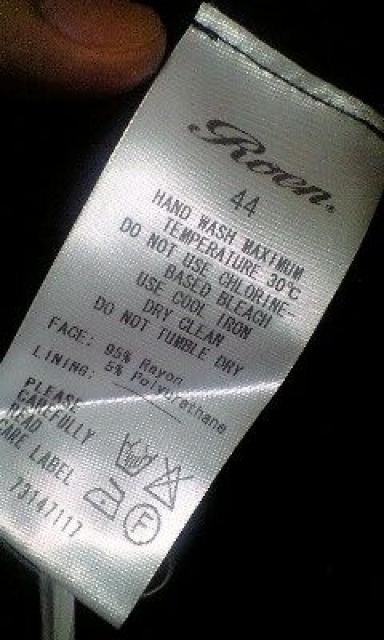 Roen.
44
HAND WASH MAXIMUM
TEMPERATURE 30°C
DO NOT USE CHLORINE-
BASED BLEACH
USE COOL IRON
DRY CLEAN
DO NOT TUMBLE DRY
FACE: 95% Rayon
5% Polyurethane
LINING:
PLEASE
CAREFULLY
READ
CARE LABEL
73147117
F